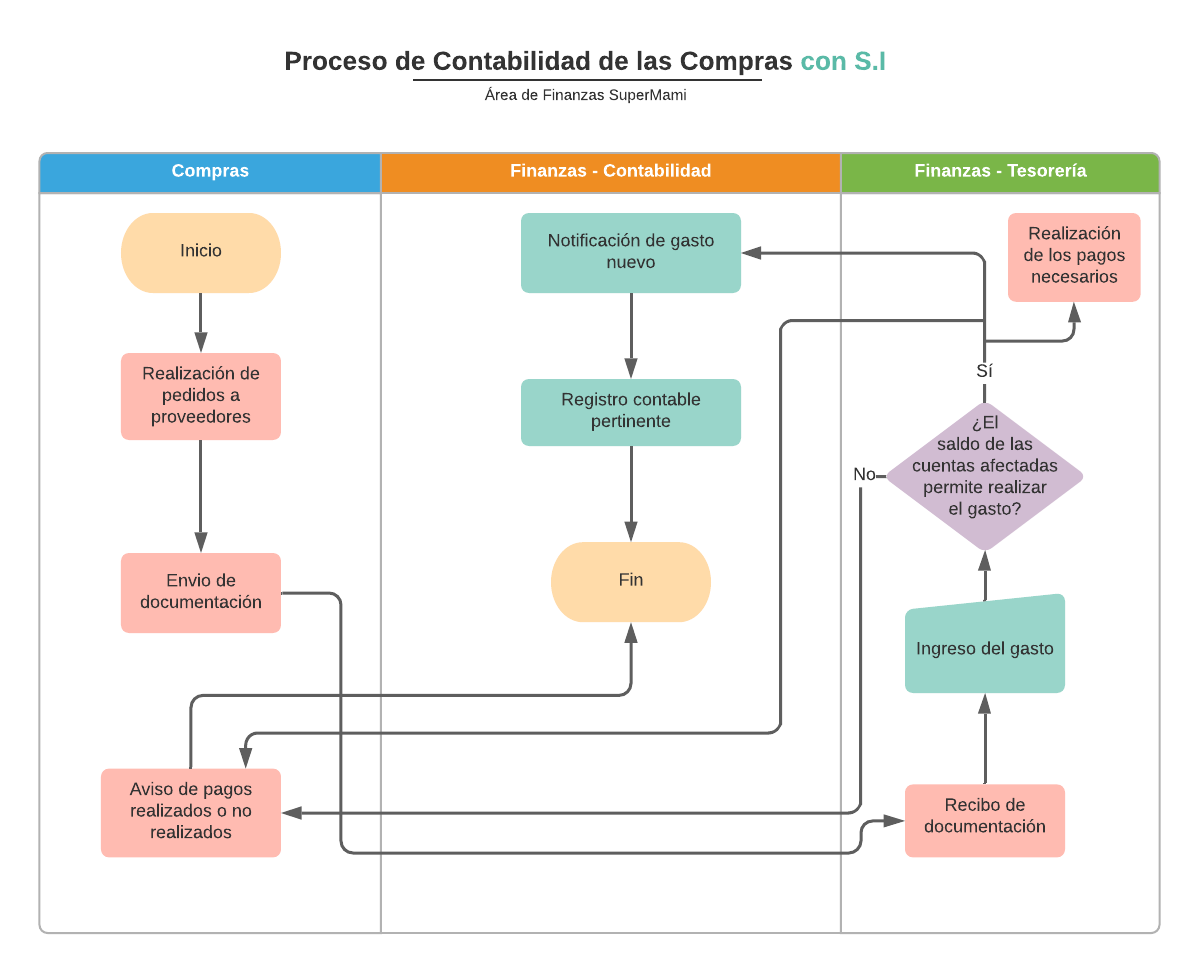 Proceso de Contabilidad de las Compras con S.I
Área de Finanzas SuperMami
Compras
Finanzas - Contabilidad
Finanzas - Tesorería
Inicio
Realización de
pedidos a
proveedores
Envio de
documentación
Aviso de pagos
realizados o no
realizados
Notificación de gasto
nuevo
Registro contable
pertinente
Fin
Realización
de los pagos
necesarios
Sí
¿El
saldo de las
cuentas afectadas
permite realizar
el gasto?
No
Ingreso del gasto
Recibo de
documentación